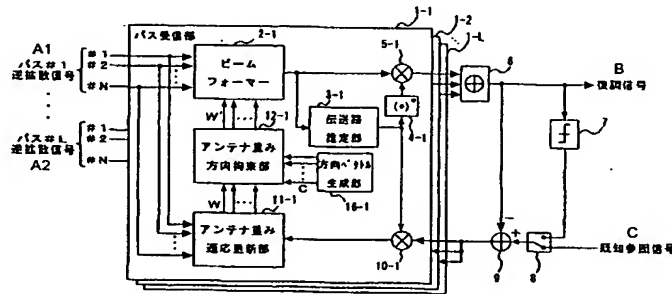 1-1
1-2
1-L
パス受信部
2-1
A1
パス#1
逆拡散信号
#1
#2
#N
ビーム
フォーマー
5-1
6
B
復調信号
3-1
伝送路
推定部
(•)*
4-1
7
パス#L
逆拡散信号
A2
#1
#2
#N
W'
12-1
アンテナ重み
方向拘束部
方向ベクトル
生成部
C
16-1
W
11-1
アンテナ重み
適応更新部
10-1
−
+
9
8
C
既知参照信号